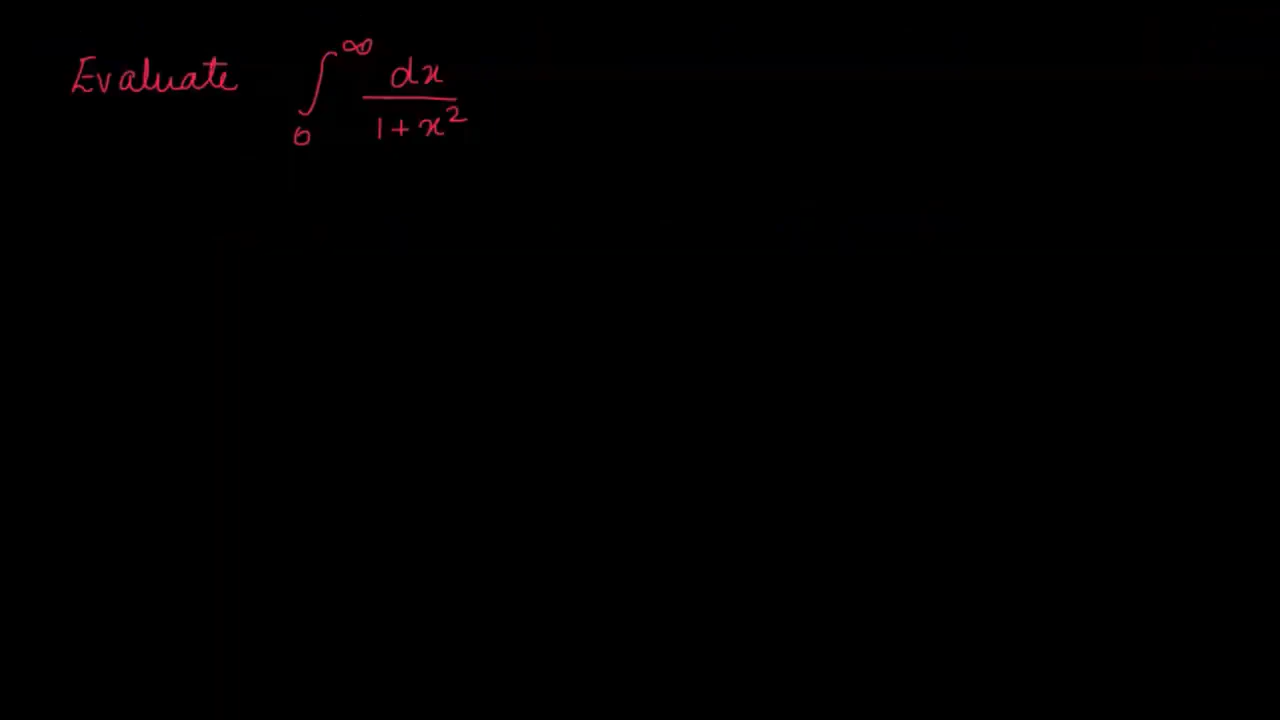 Evaluate ∫₀^∞ dx/(1+x²)